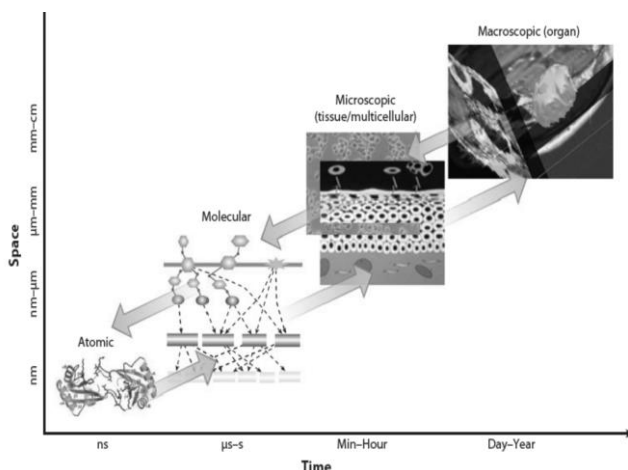 Macroscopic (organ)
Microscopic
(tissue/multicellular)
Molecular
Atomic
Space
mm–cm
µm–mm
nm–µm
nm
ns
µs–s
Min–Hour
Day–Year
Time